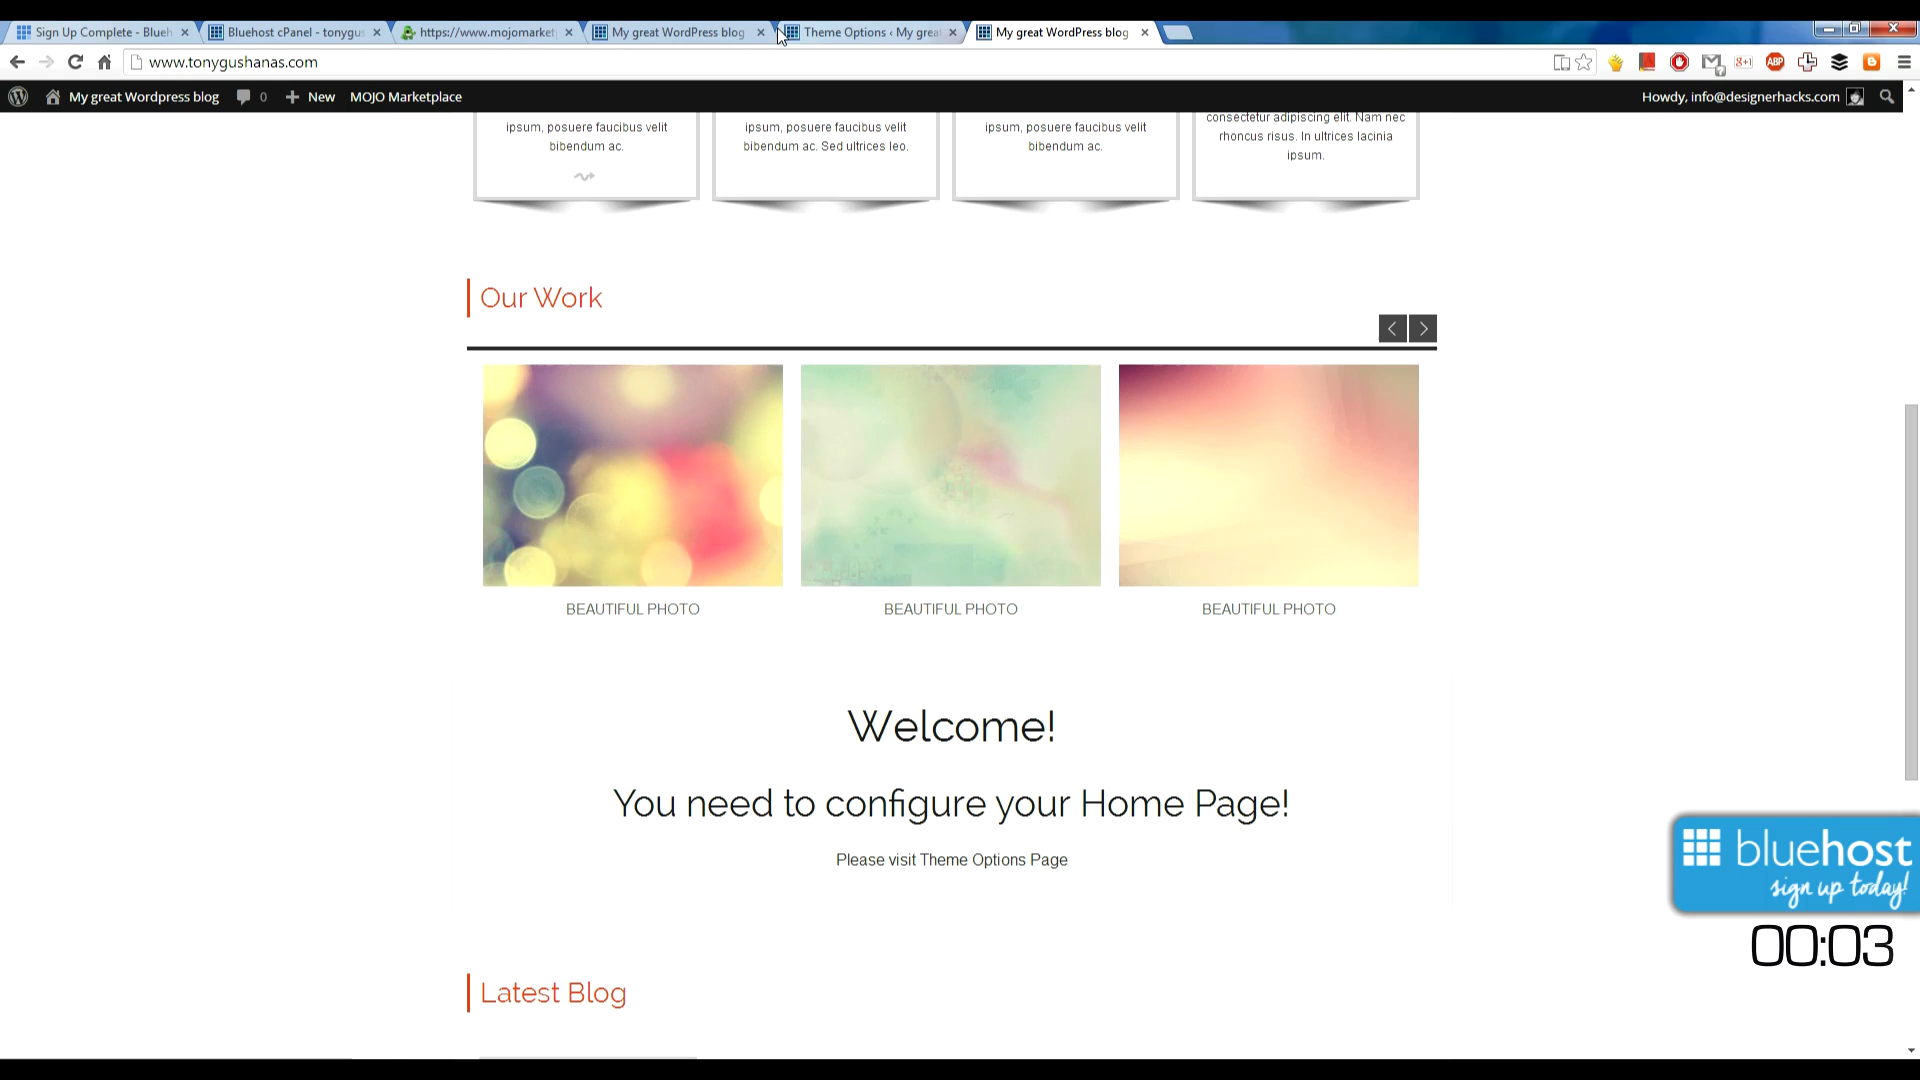 Sign Up Complete - Blueh
Bluehost cPanel - tonygus
https://www.mojomarket
My great WordPress blog
Theme Options ‹ My grea
My great WordPress blog
www.tonygushanas.com
My great Wordpress blog 0 New MOJO Marketplace
Howdy, info@designerhacks.com
ipsum, posuere faucibus velit
bibendum ac.
ipsum, posuere faucibus velit
bibendum ac. Sed ultrices leo.
ipsum, posuere faucibus velit
bibendum ac.
consectetur adipiscing elit. Nam nec
rhoncus risus. In ultrices lacinia
ipsum.
Our Work
BEAUTIFUL PHOTO
BEAUTIFUL PHOTO
BEAUTIFUL PHOTO
Welcome!
You need to configure your Home Page!
Please visit Theme Options Page
bluehost
sign up today!
00:03
Latest Blog